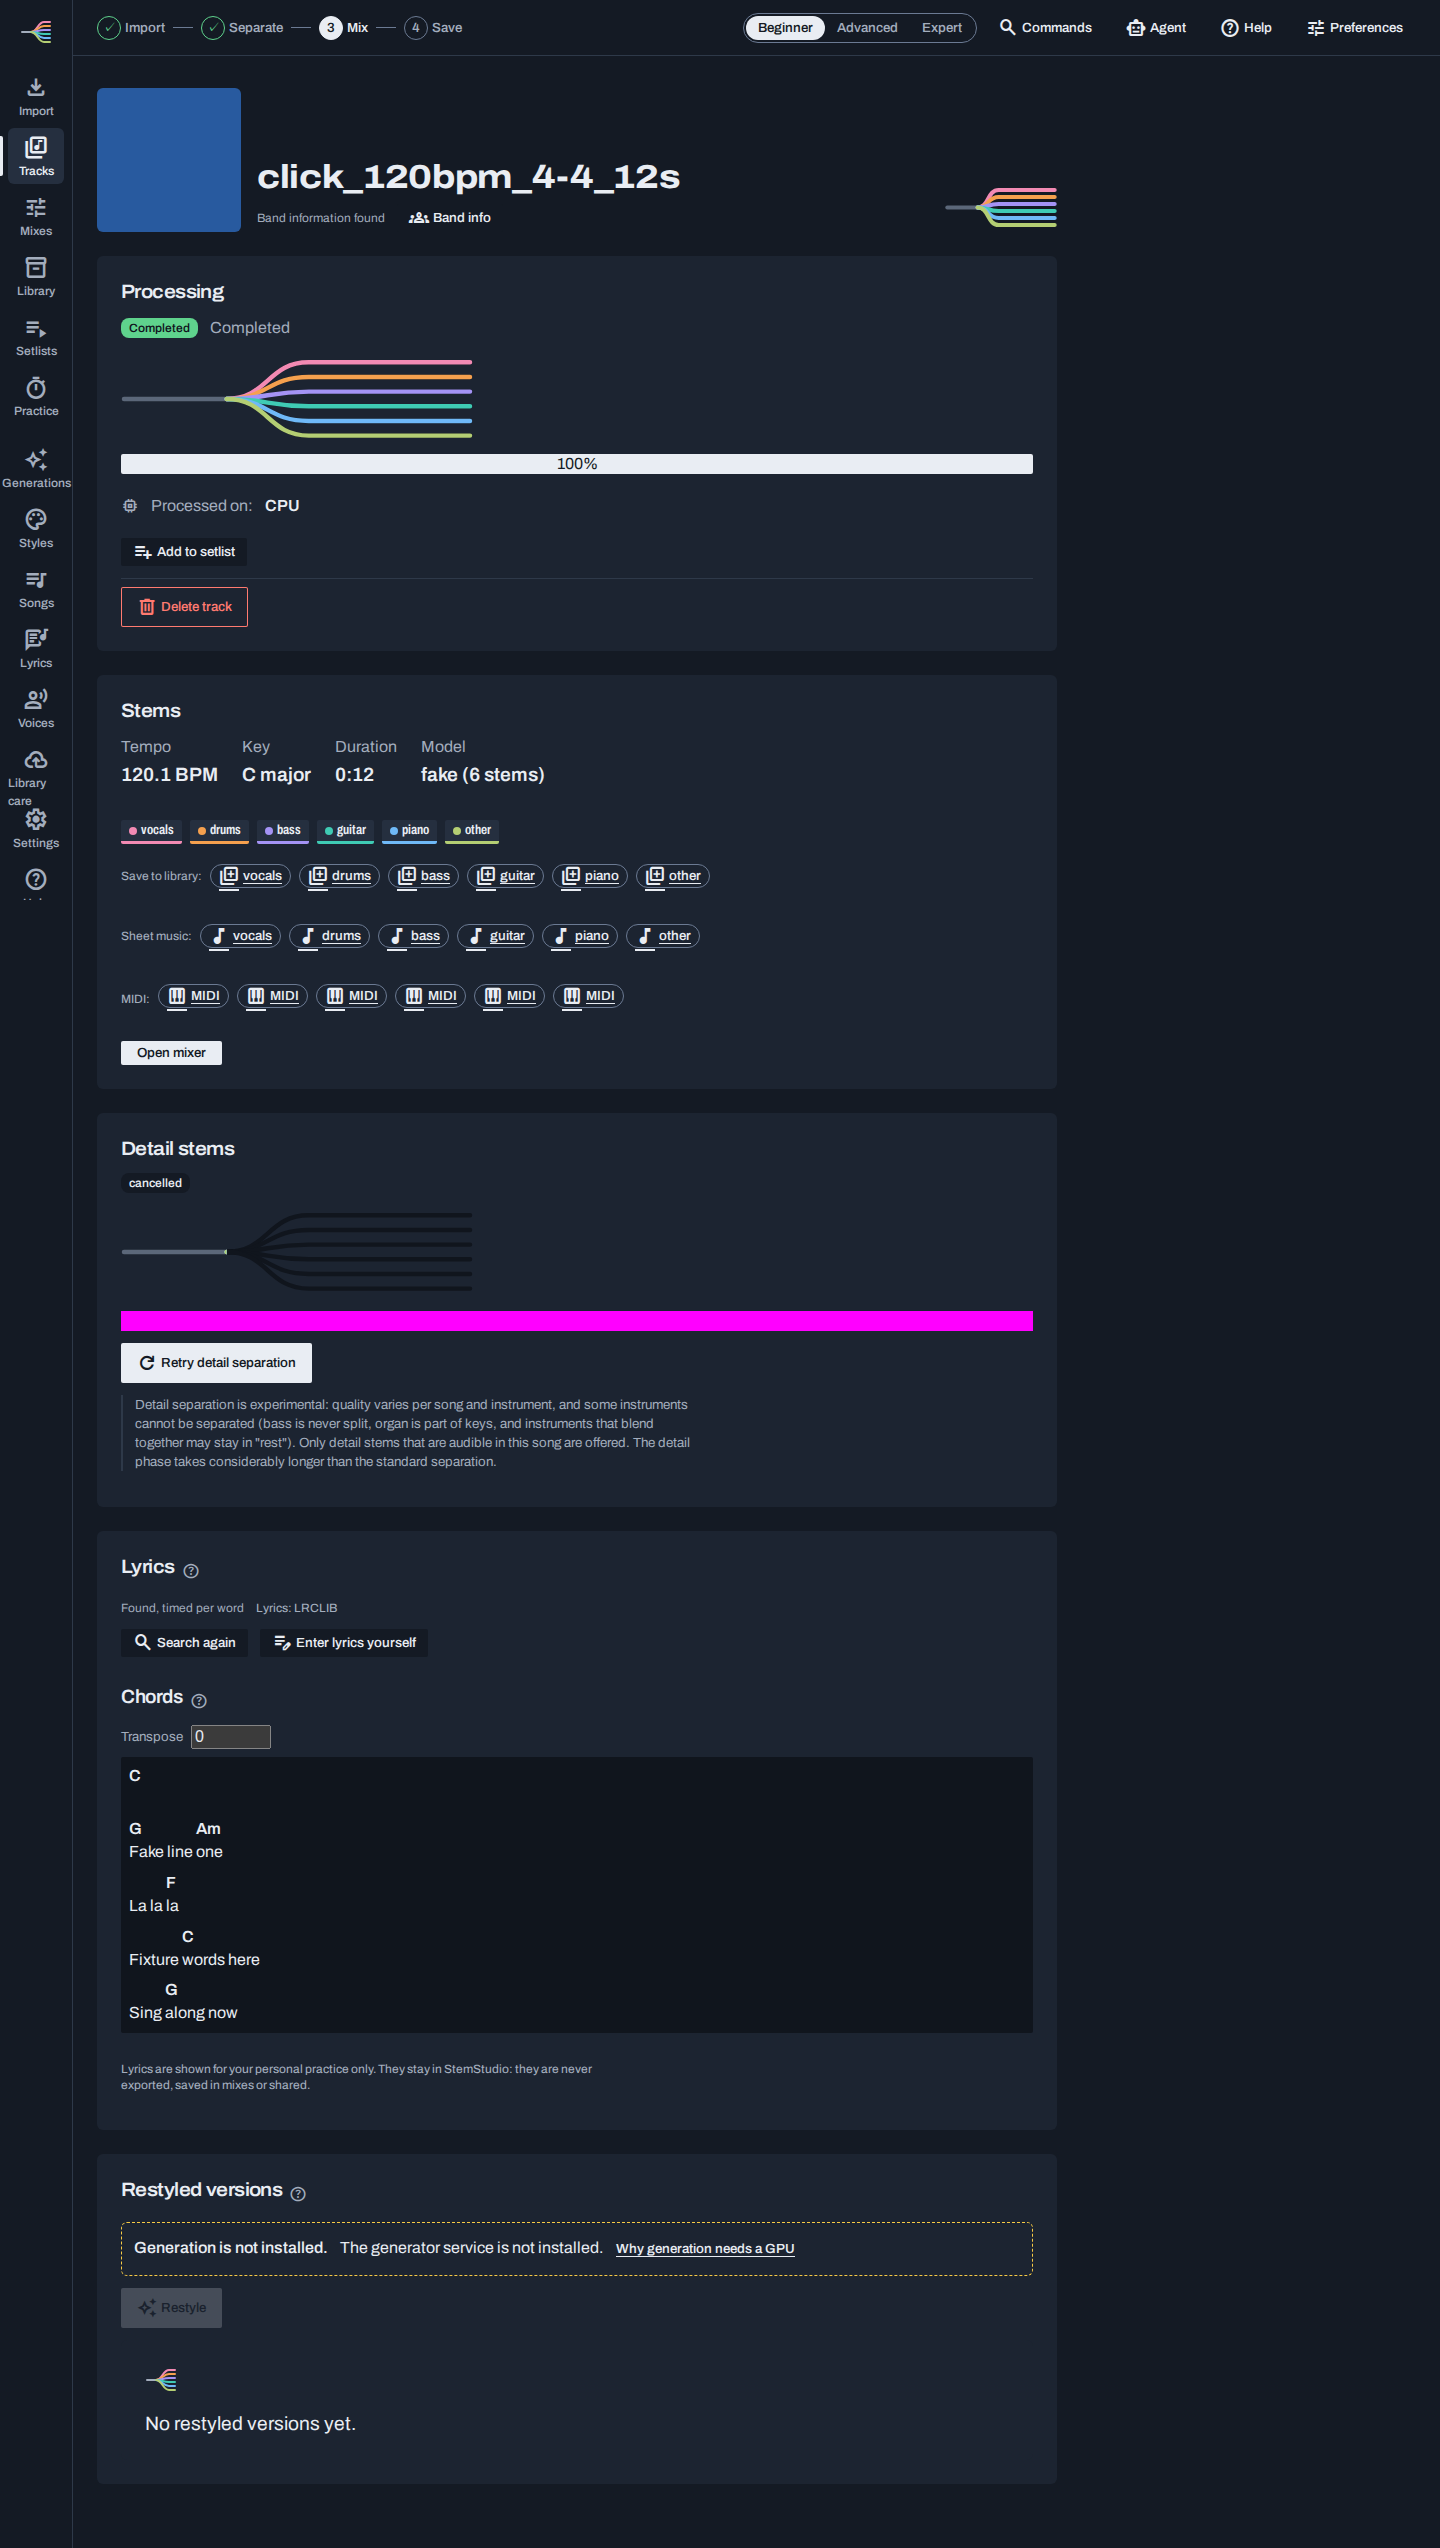 Import
Separate
3 Mix
4 Save
Beginner Advanced Expert
Commands
Agent
Help
Preferences
Import
Tracks
Mixes
Library
Setlists
Practice
Generations
Styles
Songs
Lyrics
Voices
Library
care
Settings
click_120bpm_4-4_12s
Band information found
Band info
Processing
Completed Completed
100%
Processed on: CPU
Add to setlist
Delete track
Stems
Tempo Key Duration Model
120.1 BPM C major 0:12 fake (6 stems)
vocals drums bass guitar piano other
Save to library: vocals drums bass guitar piano other
Sheet music: vocals drums bass guitar piano other
MIDI: MIDI MIDI MIDI MIDI MIDI MIDI
Open mixer
Detail stems
cancelled
Retry detail separation
Detail separation is experimental: quality varies per song and instrument, and some instruments
cannot be separated (bass is never split, organ is part of keys, and instruments that blend
together may stay in "rest"). Only detail stems that are audible in this song are offered. The detail
phase takes considerably longer than the standard separation.
Lyrics
Found, timed per word Lyrics: LRCLIB
Search again
Enter lyrics yourself
Chords
Transpose 0
C
G Am
Fake line one
F
La la la
C
Fixture words here
G
Sing along now
Lyrics are shown for your personal practice only. They stay in StemStudio: they are never
exported, saved in mixes or shared.
Restyled versions
Generation is not installed. The generator service is not installed. Why generation needs a GPU
Restyle
No restyled versions yet.